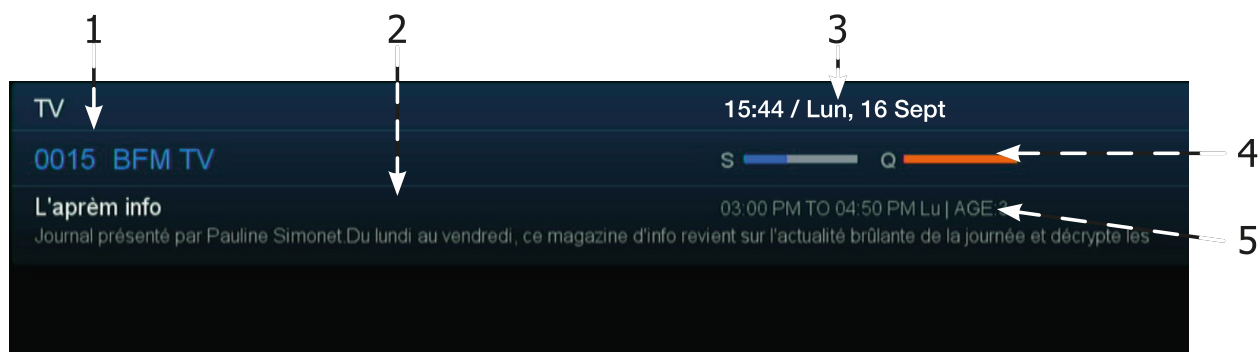 1 2 3
TV 15:44 / Lun, 16 Sept
0015 BFM TV S Q 4
L'aprèm info 03:00 PM TO 04:50 PM Lu | AGE:
Journal présenté par Pauline Simonet.Du lundi au vendredi, ce magazine d'info revient sur l'actualité brûlante de la journée et décrypte les
5